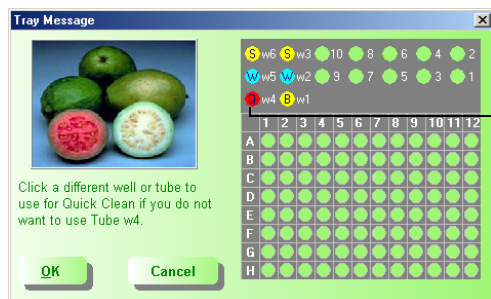 Tray Message
S w6 S w3 10 8 6 4 2
W w5 W w2 9 7 5 3 1
Q w4 B w1
1 2 3 4 5 6 7 8 9 10 11 12
A
B
C
D
E
F
G
H
Click a different well or tube to
use for Quick Clean if you do not
want to use Tube w4.
OK Cancel